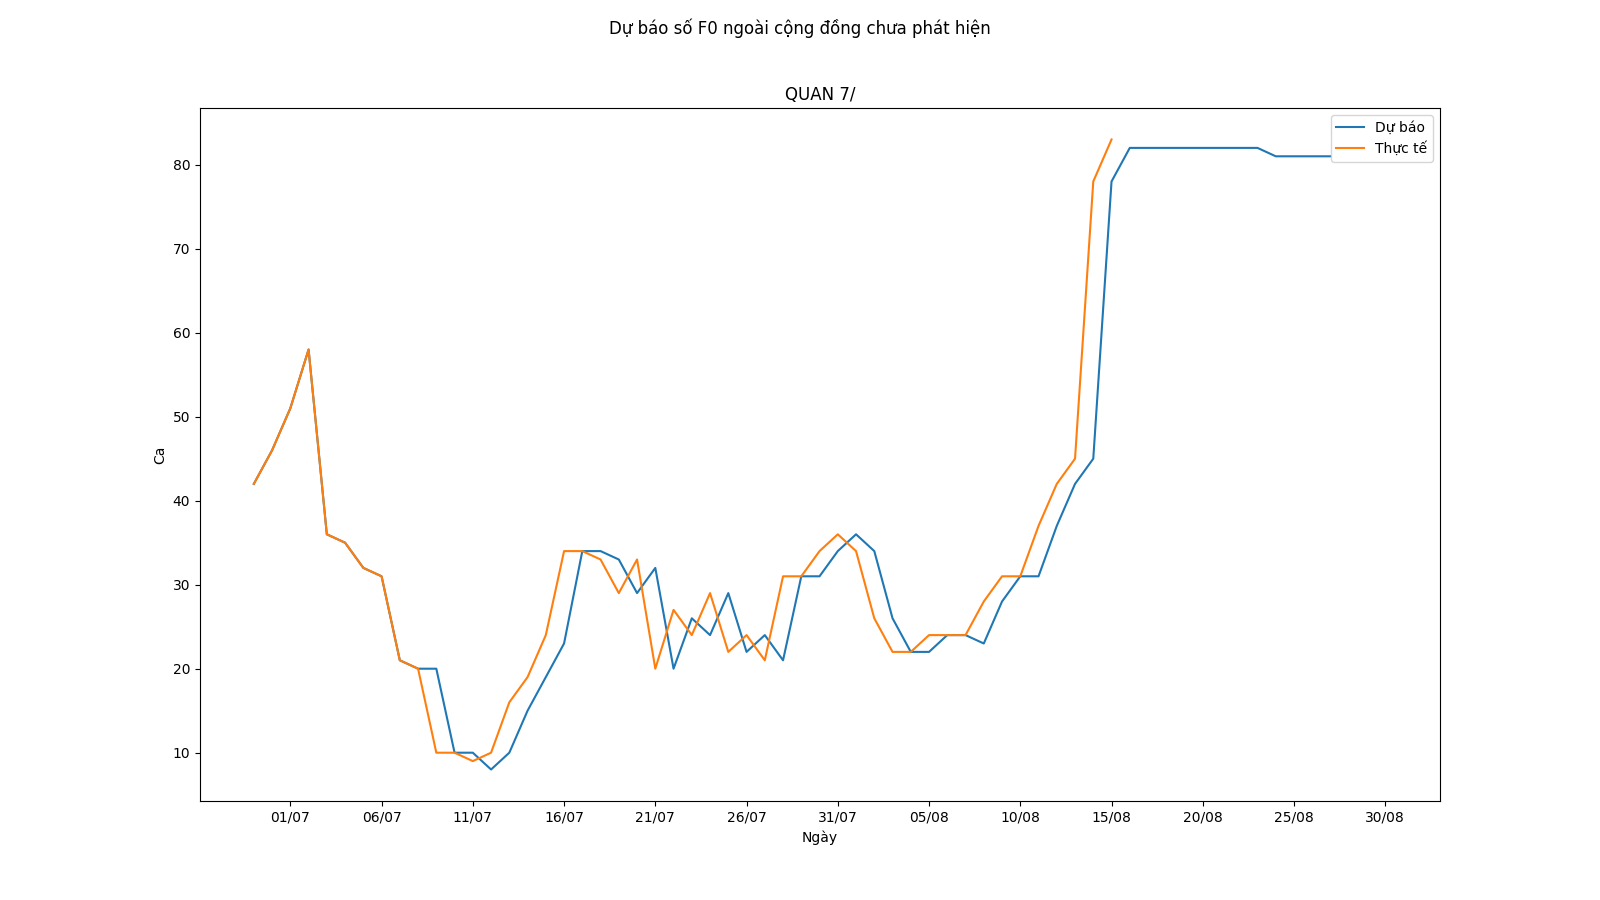 Dự báo số F0 ngoài cộng đồng chưa phát hiện
QUAN 7/
Dự báo
Thực tế
80
70
60
50
40
30
20
10
Ca
01/07 06/07 11/07 16/07 21/07 26/07 31/07 05/08 10/08 15/08 20/08 25/08 30/08
Ngày